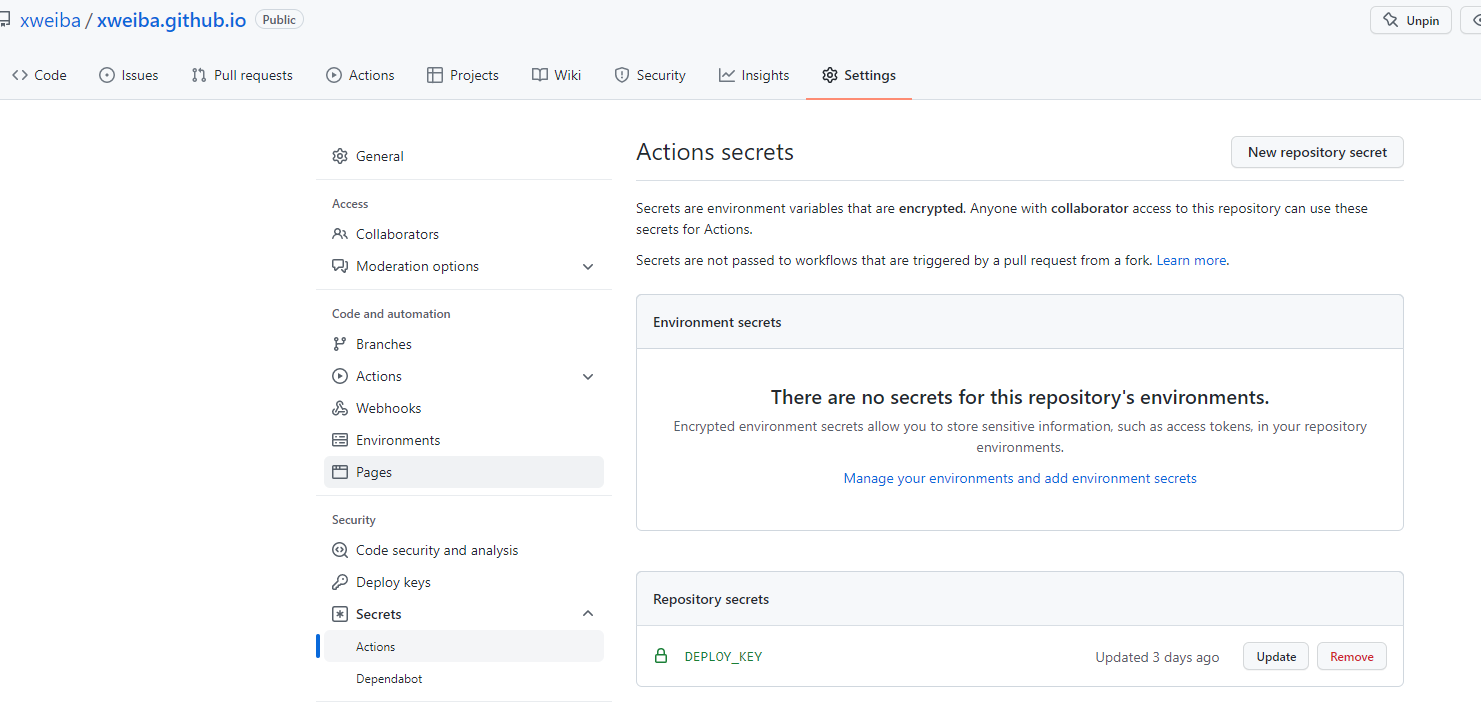 xweiba / xweiba.github.io Public
Unpin
Code Issues Pull requests Actions Projects Wiki Security Insights Settings
General
Access
Collaborators
Moderation options
Code and automation
Branches
Actions
Webhooks
Environments
Pages
Security
Code security and analysis
Deploy keys
Secrets
Actions
Dependabot
Actions secrets
New repository secret
Secrets are environment variables that are encrypted. Anyone with collaborator access to this repository can use these
secrets for Actions.
Secrets are not passed to workflows that are triggered by a pull request from a fork. Learn more.
Environment secrets
There are no secrets for this repository's environments.
Encrypted environment secrets allow you to store sensitive information, such as access tokens, in your repository
environments.
Manage your environments and add environment secrets
Repository secrets
DEPLOY_KEY
Updated 3 days ago
Update
Remove